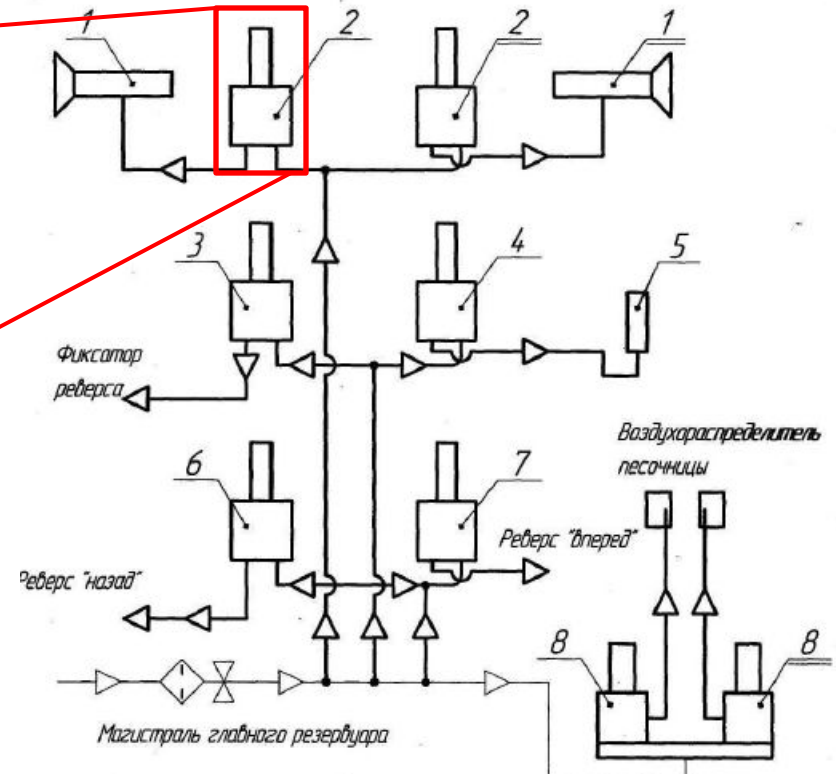 1
2
2
1
3
4
5
Фиксатор
реверса
Воздухораспределитель
песочницы
6
7
Реверс "вперед"
Реверс "назад"
8
8
Магистраль главного резервуара